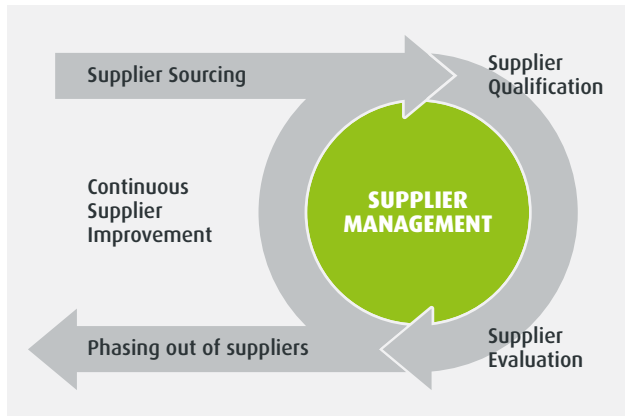 Supplier Sourcing
Supplier
Qualification
Continuous
Supplier
Improvement
SUPPLIER
MANAGEMENT
Phasing out of suppliers
Supplier
Evaluation